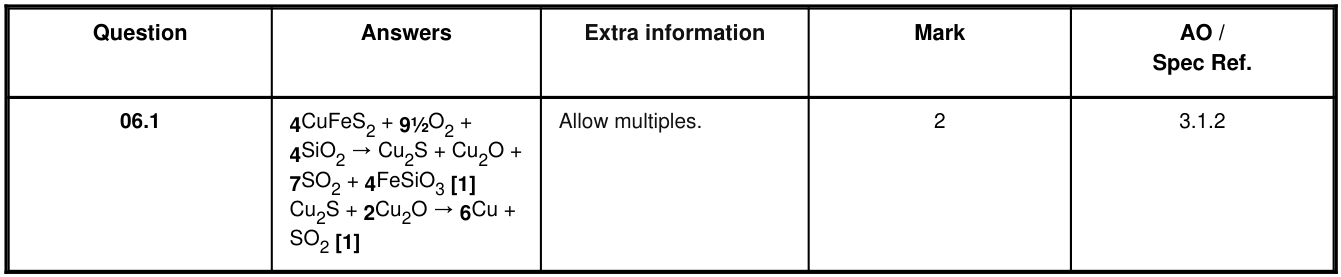 Question Answers Extra information Mark AO /
Spec Ref.
06.1 4CuFeS₂ + 9½O₂ + Allow multiples. 2 3.1.2
4SiO₂ → Cu₂S + Cu₂O +
7SO₂ + 4FeSiO₃ [1]
Cu₂S + 2Cu₂O → 6Cu +
SO₂ [1]